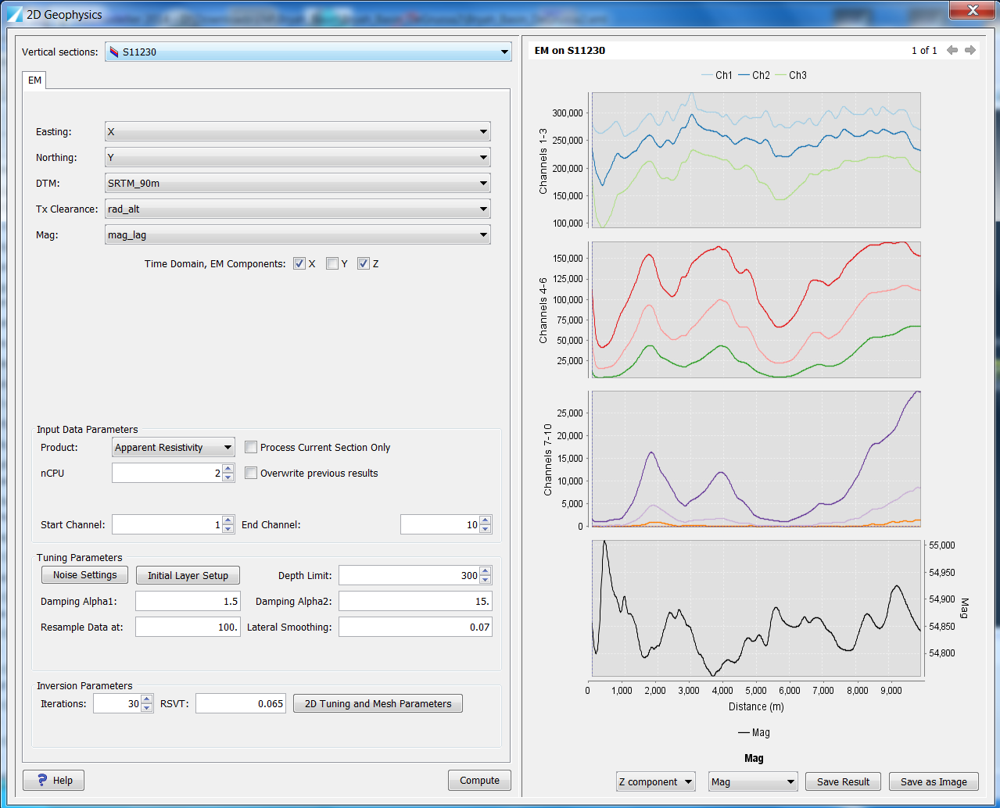 2D Geophysics
Vertical sections: S11230
EM
Easting: X
Northing: Y
DTM: SRTM_90m
Tx Clearance: rad_alt
Mag: mag_lag
Time Domain, EM Components: X Y Z
Input Data Parameters
Product: Apparent Resistivity Process Current Section Only
nCPU 2 Overwrite previous results
Start Channel: 1 End Channel: 10
Tuning Parameters
Noise Settings Initial Layer Setup Depth Limit: 300
Damping Alpha1: 1.5 Damping Alpha2: 15.
Resample Data at: 100. Lateral Smoothing: 0.07
Inversion Parameters
Iterations: 30 RSVT: 0.065 2D Tuning and Mesh Parameters
? Help Compute
EM on S11230 1 of 1
Ch1 Ch2 Ch3
Channels 1-3
300,000
250,000
200,000
150,000
100,000
Channels 4-6
150,000
125,000
100,000
75,000
50,000
25,000
Channels 7-10
25,000
20,000
15,000
10,000
5,000
0
55,000
54,950
54,900
54,850
54,800
Mag
0 1,000 2,000 3,000 4,000 5,000 6,000 7,000 8,000 9,000
Distance (m)
Mag
Mag
Z component Mag Save Result Save as Image